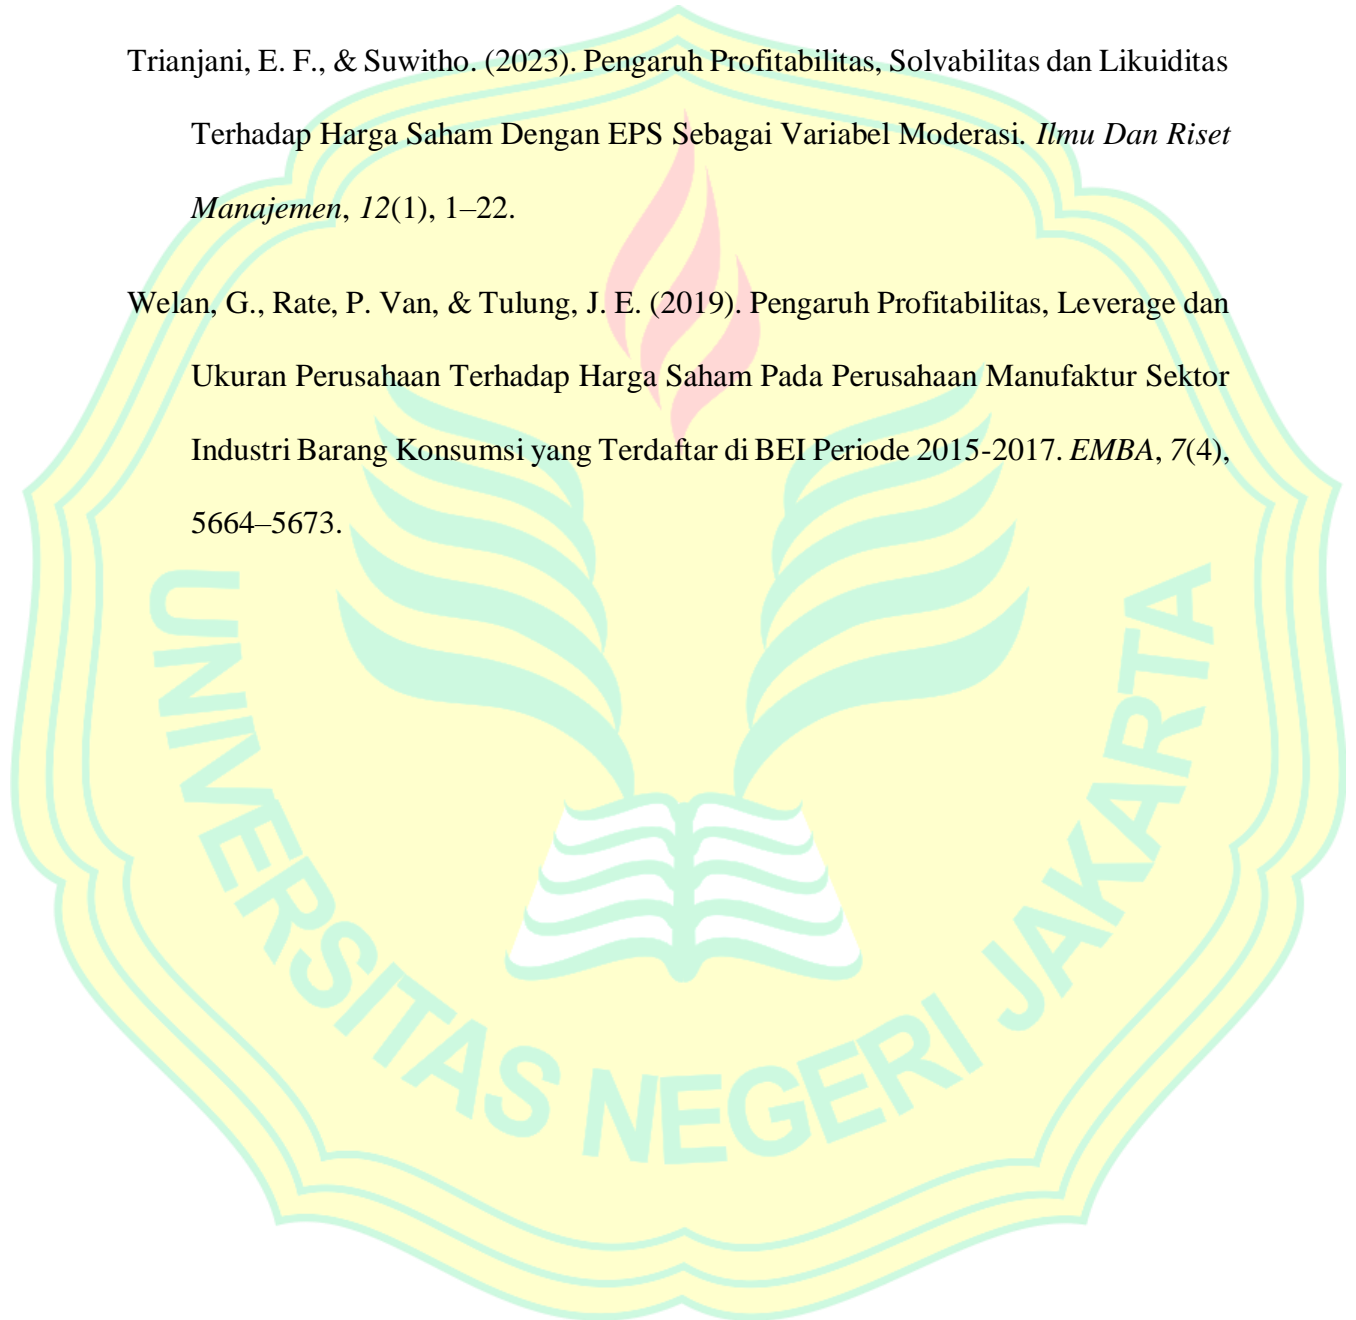 Trianjani, E. F., & Suwitho. (2023). Pengaruh Profitabilitas, Solvabilitas dan Likuiditas
Terhadap Harga Saham Dengan EPS Sebagai Variabel Moderasi. Ilmu Dan Riset
Manajemen, 12(1), 1–22.
Welan, G., Rate, P. Van, & Tulung, J. E. (2019). Pengaruh Profitabilitas, Leverage dan
Ukuran Perusahaan Terhadap Harga Saham Pada Perusahaan Manufaktur Sektor
Industri Barang Konsumsi yang Terdaftar di BEI Periode 2015-2017. EMBA, 7(4),
5664–5673.
UNIVERSITAS NEGERI JAKARTA